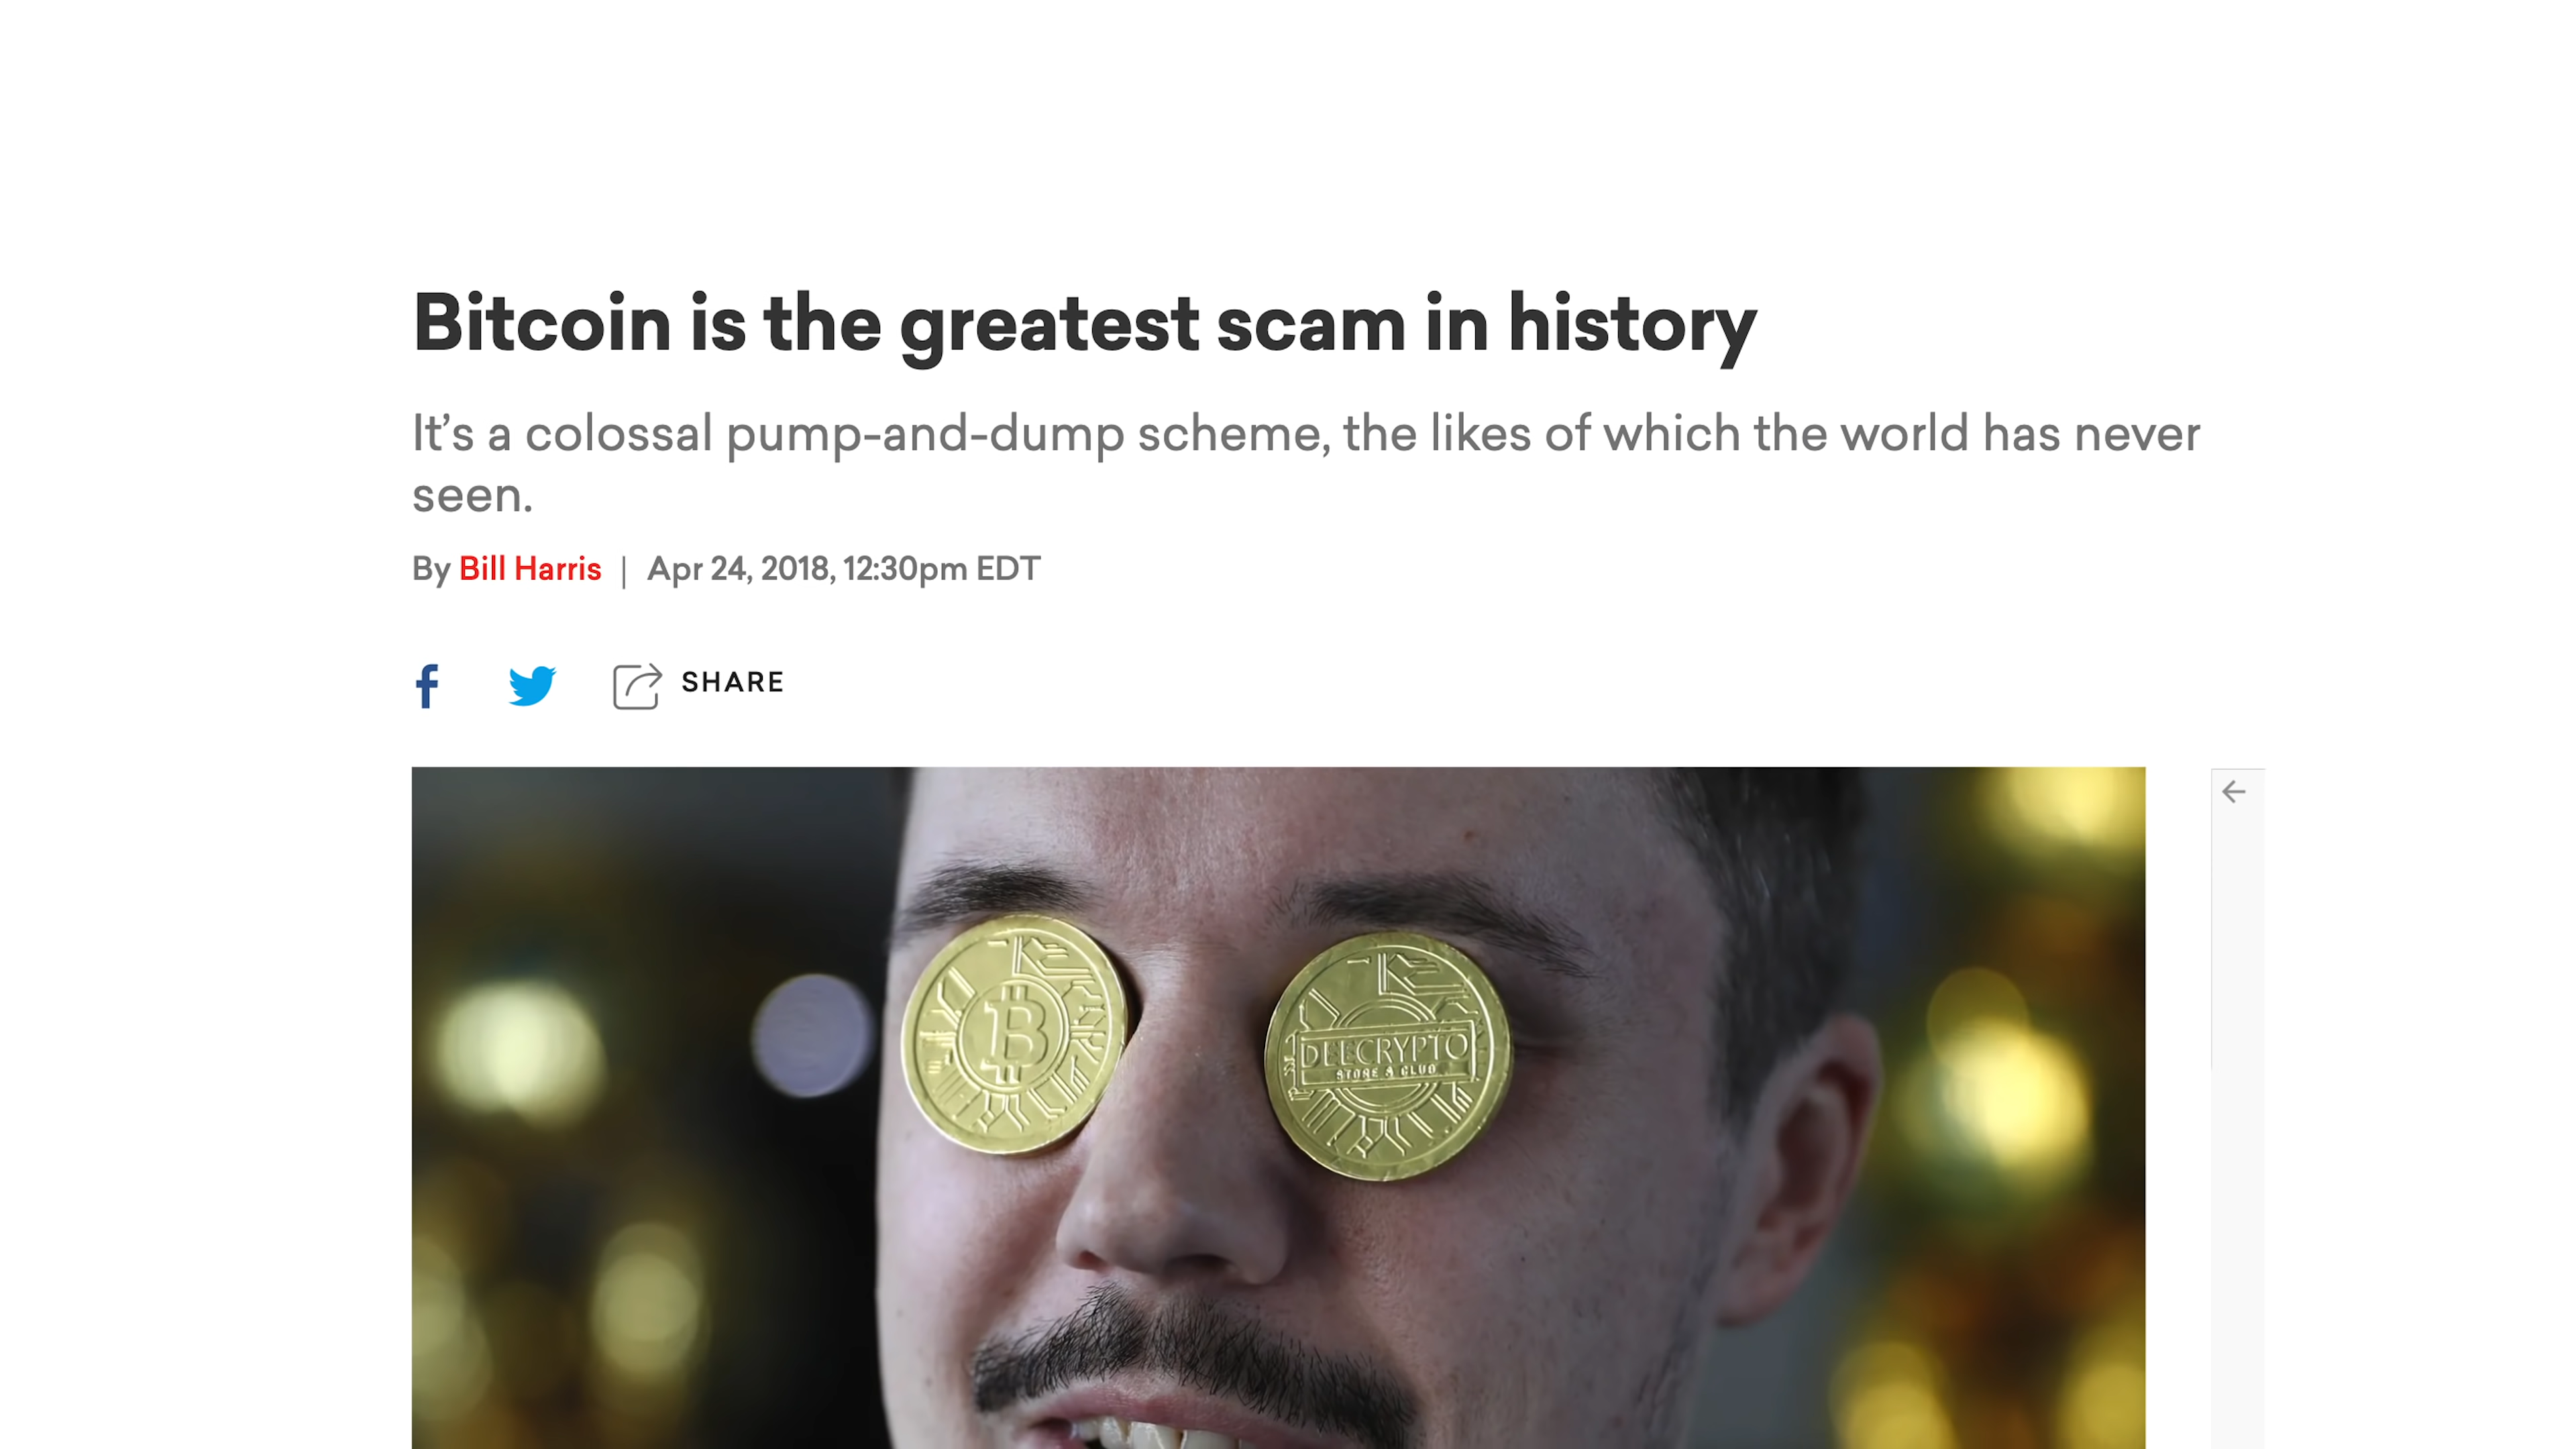 Bitcoin is the greatest scam in history
It’s a colossal pump-and-dump scheme, the likes of which the world has never
seen.
By Bill Harris | Apr 24, 2018, 12:30pm EDT
f
SHARE
B
DEECRYPTO
STORE & CLUB